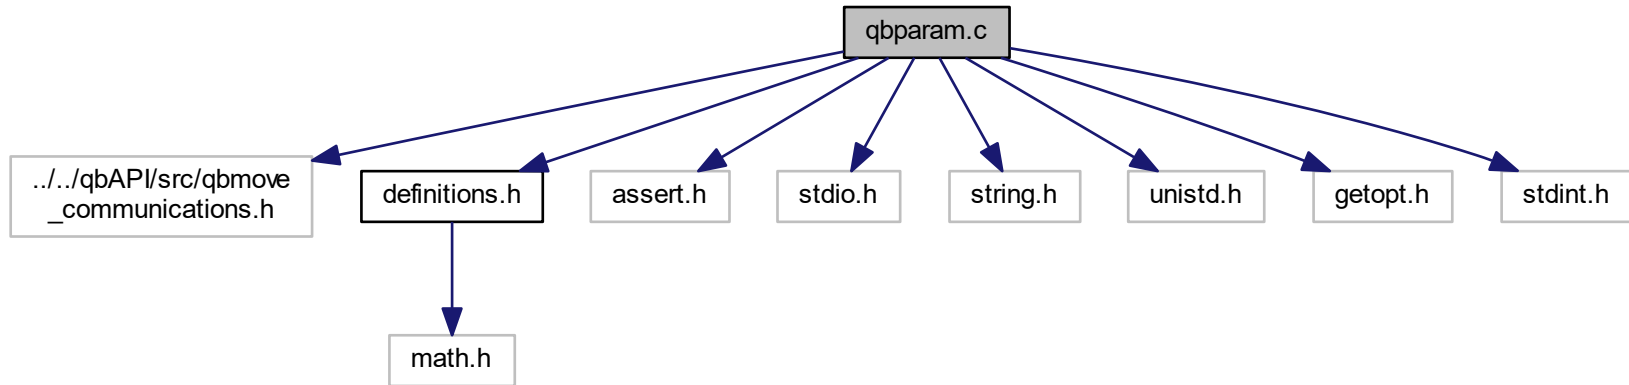 qbparam.c
../../qbAPI/src/qbmove
_communications.h
definitions.h
assert.h
stdio.h
string.h
unistd.h
getopt.h
stdint.h
math.h